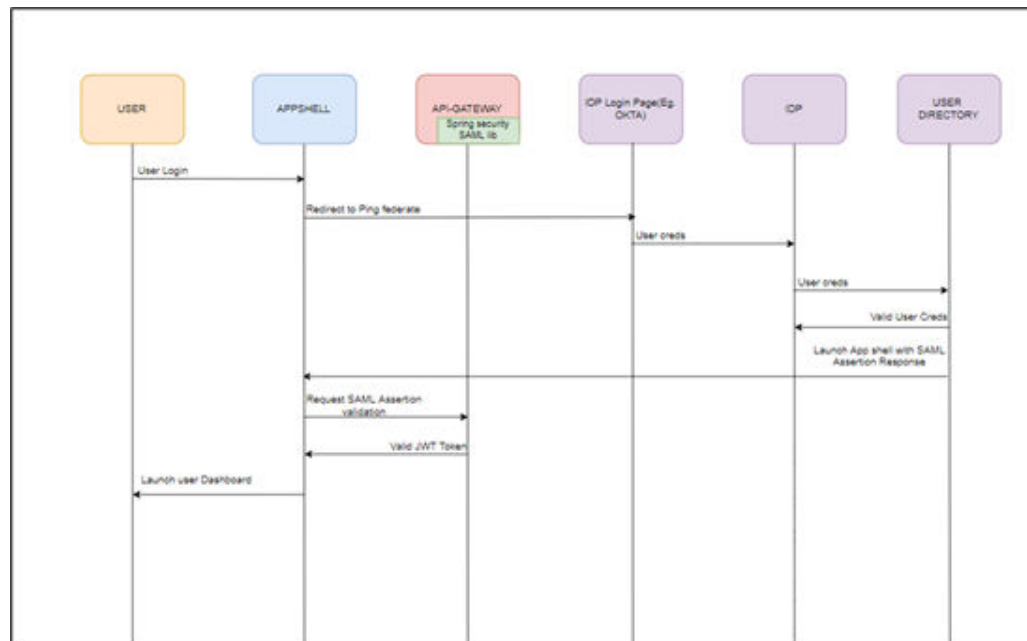 USER
APPSHELL
API-GATEWAY
Spring security
SAML lib
IDP Login Page(Eg.
OKTA)
IDP
USER
DIRECTORY
User Login
Redirect to Ping federate
User creds
User creds
Valid User Creds
Launch App shell with SAML
Assertion Response
Request SAML Assertion
validation
Valid JWT Token
Launch user Dashboard